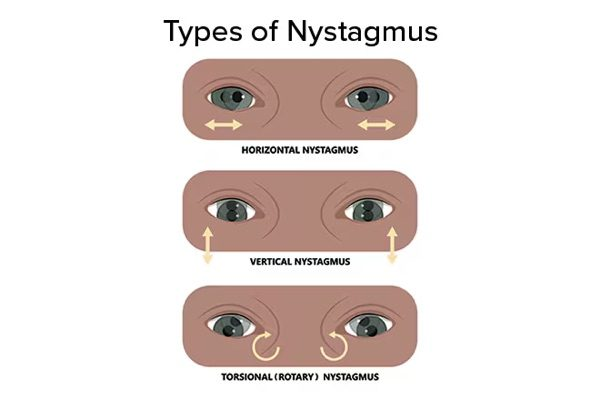 Types of Nystagmus
HORIZONTAL NYSTAGMUS
VERTICAL NYSTAGMUS
TORSIONAL (ROTARY) NYSTAGMUS